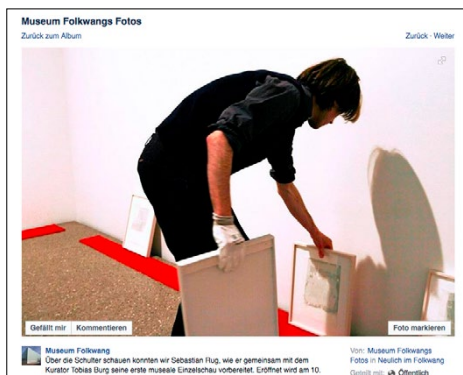 Museum Folkwangs Fotos
Zurück zum Album
Zurück · Weiter
Gefällt mir Kommentieren
Foto markieren
Museum Folkwang
Über die Schulter schauen konnten wir Sebastian Rug, wie er gemeinsam mit dem
Kurator Tobias Burg seine erste museale Einzelschau vorbereitet. Eröffnet wird am 10.
Von: Museum Folkwangs
Fotos in Neulich im Folkwang
Geteilt mit: Öffentlich